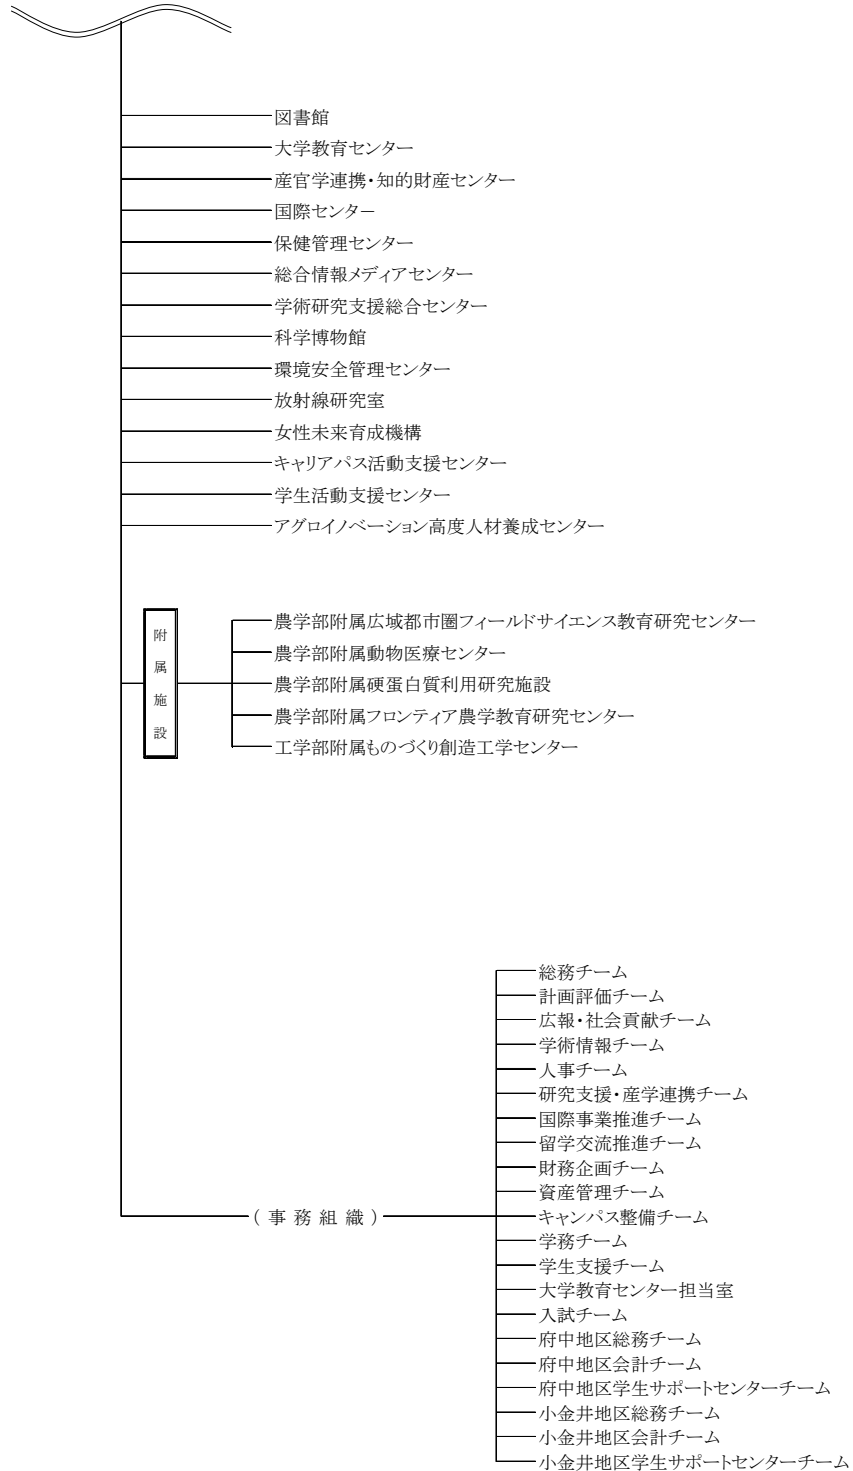 図書館
大学教育センター
産官学連携・知的財産センター
国際センター
保健管理センター
総合情報メディアセンター
学術研究支援総合センター
科学博物館
環境安全管理センター
放射線研究室
女性未来育成機構
キャリアパス活動支援センター
学生活動支援センター
アグロイノベーション高度人材養成センター
附属施設
農学部附属広域都市圏フィールドサイエンス教育研究センター
農学部附属動物医療センター
農学部附属硬蛋白質利用研究施設
農学部附属フロンティア農学教育研究センター
工学部附属ものづくり創造工学センター
(事務組織)
総務チーム
計画評価チーム
広報・社会貢献チーム
学術情報チーム
人事チーム
研究支援・産学連携チーム
国際事業推進チーム
留学交流推進チーム
財務企画チーム
資産管理チーム
キャンパス整備チーム
学務チーム
学生支援チーム
大学教育センター担当室
入試チーム
府中地区総務チーム
府中地区会計チーム
府中地区学生サポートセンターチーム
小金井地区総務チーム
小金井地区会計チーム
小金井地区学生サポートセンターチーム